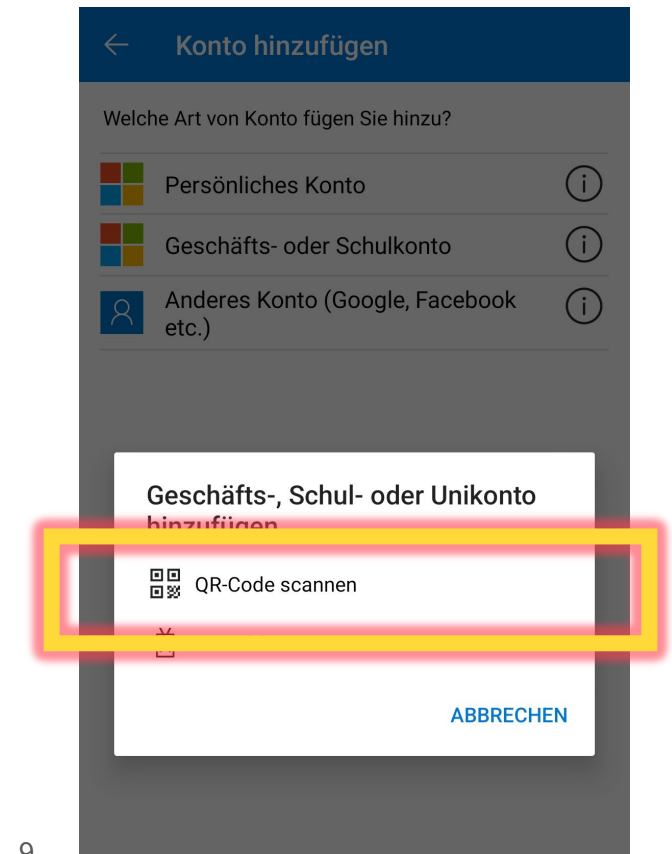 Konto hinzufügen
Welche Art von Konto fügen Sie hinzu?
Persönliches Konto
Geschäfts- oder Schulkonto
Anderes Konto (Google, Facebook
etc.)
Geschäfts-, Schul- oder Unikonto
hinzufügen
QR-Code scannen
ABBRECHEN
9